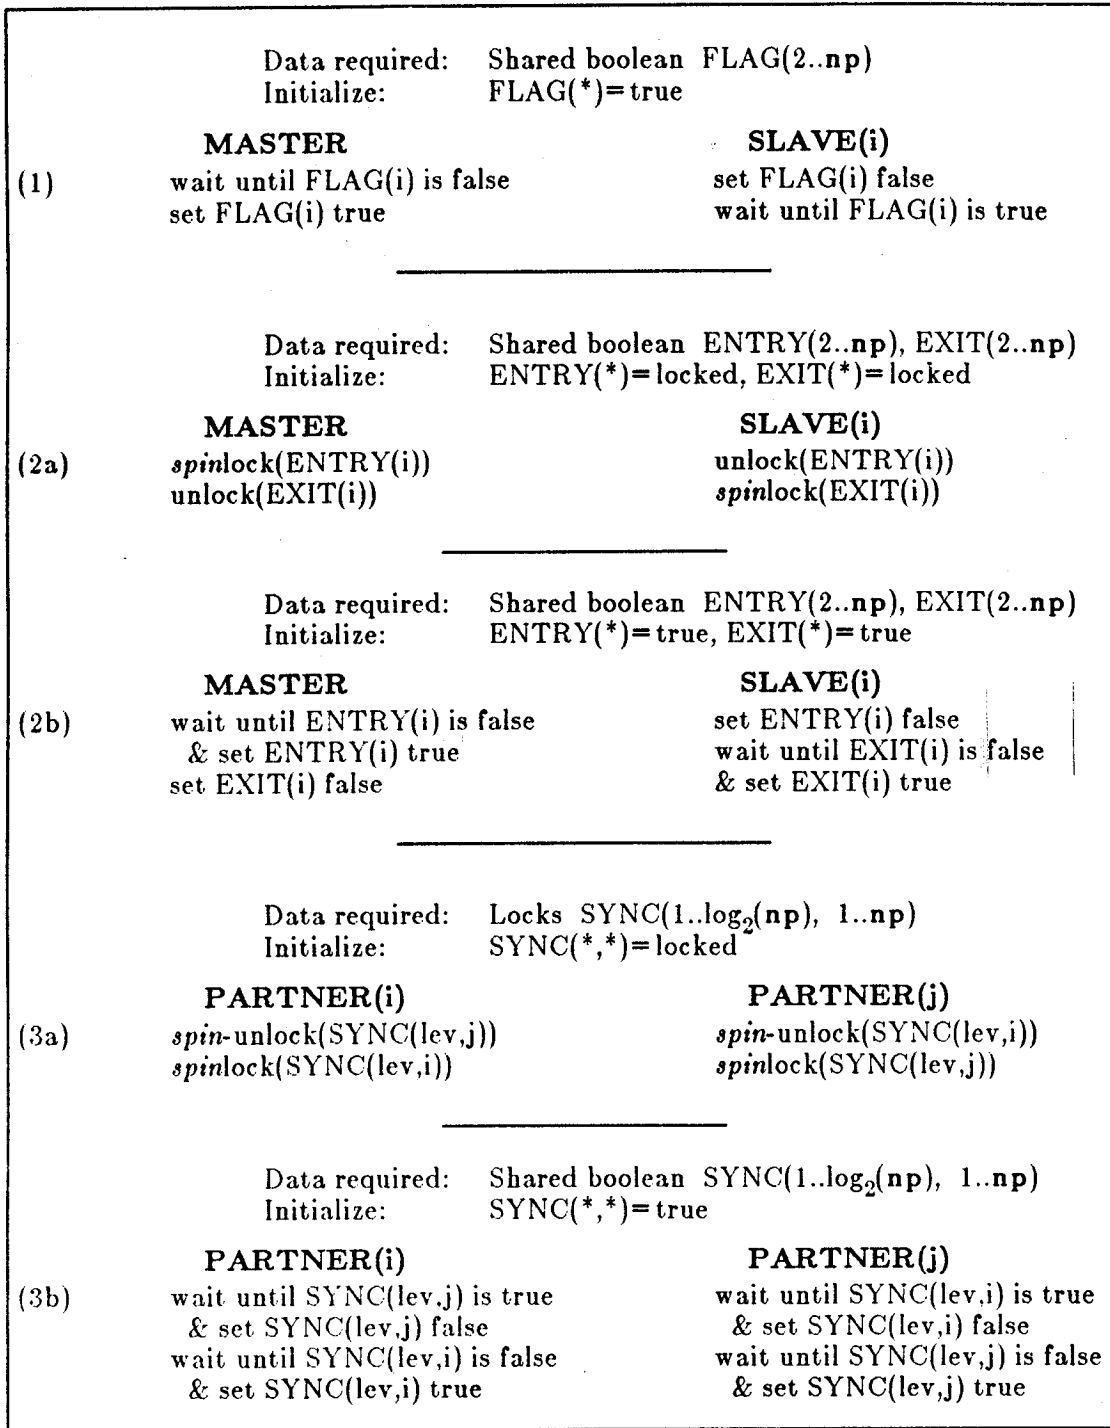 Data required: Shared boolean FLAG(2..np)
Initialize: FLAG(*)=true
MASTER SLAVE(i)
(1) wait until FLAG(i) is false set FLAG(i) false
set FLAG(i) true wait until FLAG(i) is true
Data required: Shared boolean ENTRY(2..np), EXIT(2..np)
Initialize: ENTRY(*)=locked, EXIT(*)=locked
MASTER SLAVE(i)
(2a) spinlock(ENTRY(i)) unlock(ENTRY(i))
unlock(EXIT(i)) spinlock(EXIT(i))
Data required: Shared boolean ENTRY(2..np), EXIT(2..np)
Initialize: ENTRY(*)=true, EXIT(*)=true
MASTER SLAVE(i)
(2b) wait until ENTRY(i) is false set ENTRY(i) false
& set ENTRY(i) true wait until EXIT(i) is false
set EXIT(i) false & set EXIT(i) true
Data required: Locks SYNC(1..log₂(np), 1..np)
Initialize: SYNC(*,*)=locked
PARTNER(i) PARTNER(j)
(3a) spin-unlock(SYNC(lev,j)) spin-unlock(SYNC(lev,i))
spinlock(SYNC(lev,i)) spinlock(SYNC(lev,j))
Data required: Shared boolean SYNC(1..log₂(np), 1..np)
Initialize: SYNC(*,*)=true
PARTNER(i) PARTNER(j)
(3b) wait until SYNC(lev,j) is true wait until SYNC(lev,i) is true
& set SYNC(lev,j) false & set SYNC(lev,i) false
wait until SYNC(lev,i) is false wait until SYNC(lev,j) is false
& set SYNC(lev,i) true & set SYNC(lev,j) true